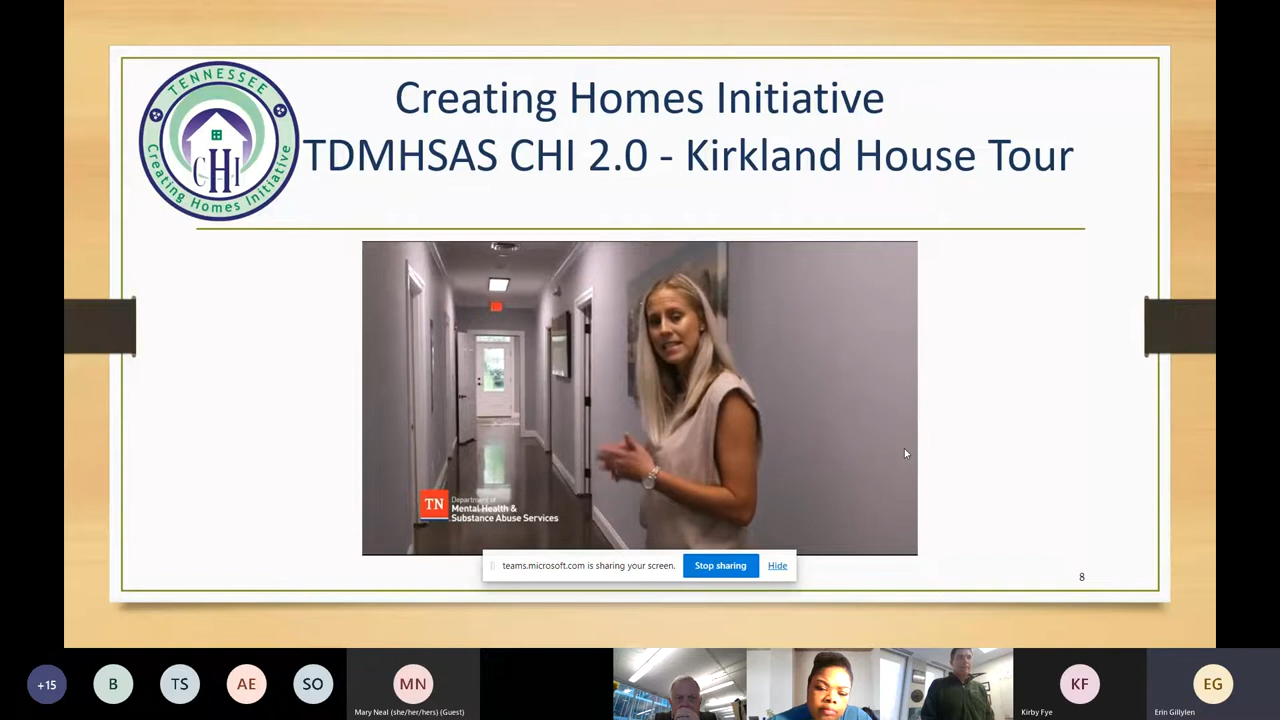 TENNESSEE
CHI
Creating Homes Initiative
Creating Homes Initiative
TDMHSAS CHI 2.0 - Kirkland House Tour
TN
Department of
Mental Health &
Substance Abuse Services
teams.microsoft.com is sharing your screen.
Stop sharing
Hide
8
+15
B
TS
AE
SO
MN
KF
EG
Mary Neal (she/her/hers) (Guest)
Kirby Fye
Erin Gillylen